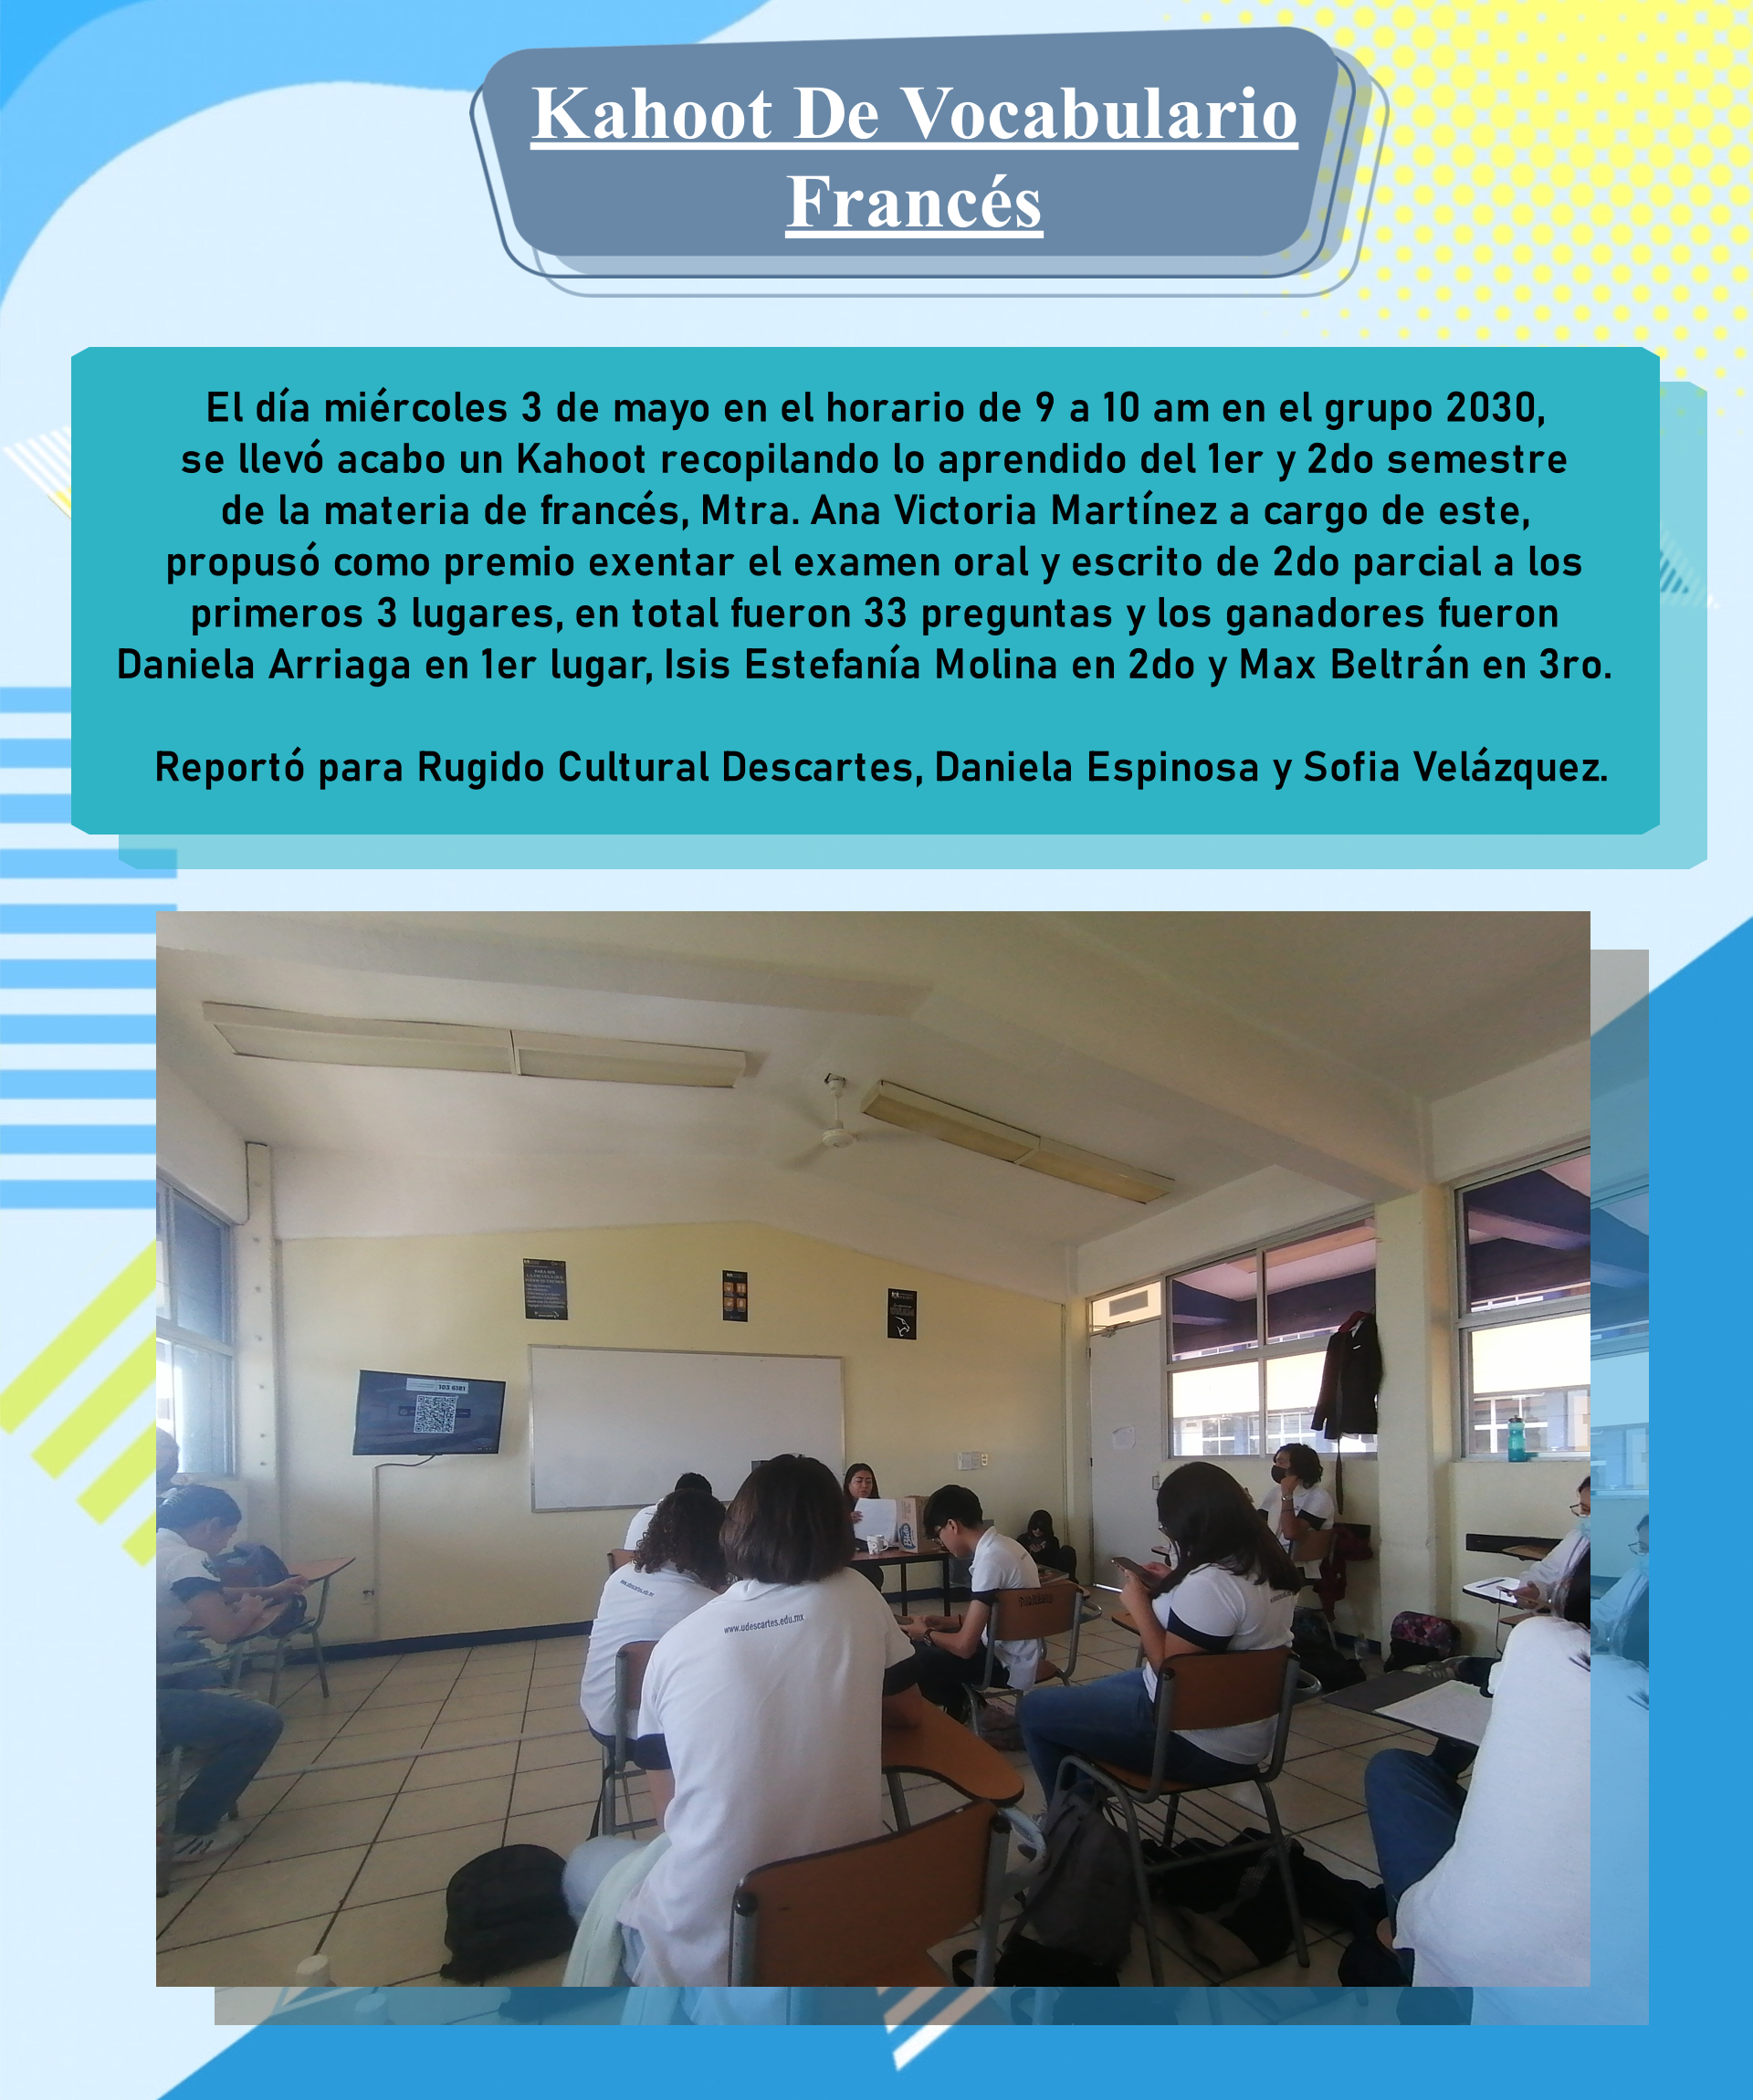 Kahoot De Vocabulario
Francés
El día miércoles 3 de mayo en el horario de 9 a 10 am en el grupo 2030,
se llevó acabo un Kahoot recopilando lo aprendido del 1er y 2do semestre
de la materia de francés, Mtra. Ana Victoria Martínez a cargo de este,
propusó como premio exentar el examen oral y escrito de 2do parcial a los
primeros 3 lugares, en total fueron 33 preguntas y los ganadores fueron
Daniela Arriaga en 1er lugar, Isis Estefanía Molina en 2do y Max Beltrán en 3ro.
Reportó para Rugido Cultural Descartes, Daniela Espinosa y Sofia Velázquez.
103 6181
www.udescartes.edu.mx